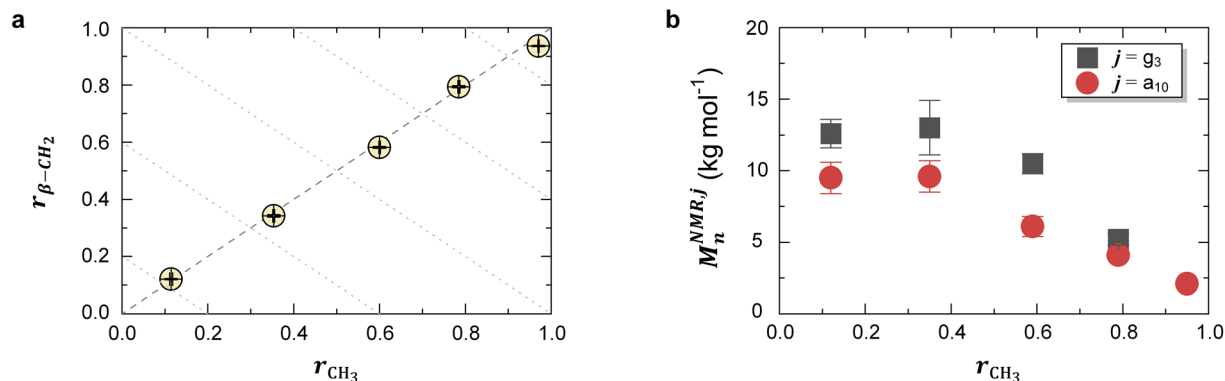 a
1.0
0.8
0.6
0.4
0.2
0.0
r_β−CH₂
0.0 0.2 0.4 0.6 0.8 1.0
r_CH₃
b
20
15
10
5
0
M_n^NMR,j (kg mol⁻¹)
j = g₃
j = a₁₀
0.0 0.2 0.4 0.6 0.8 1.0
r_CH₃